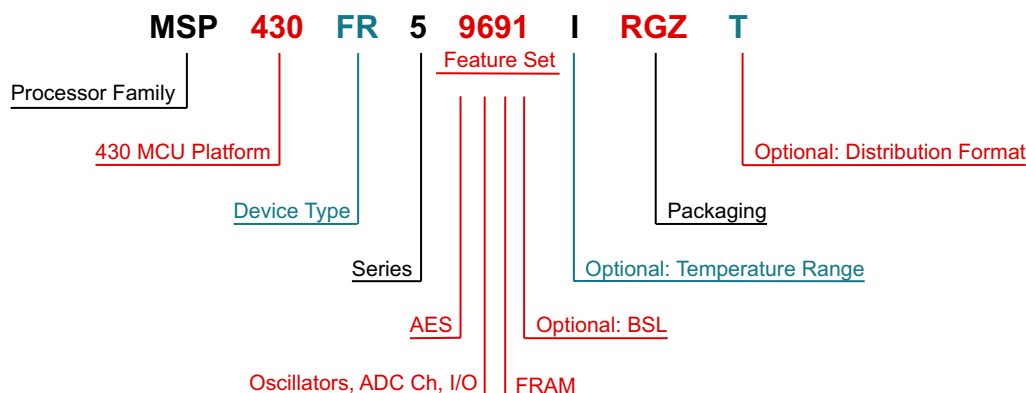 MSP 430 FR 5 9691 I RGZ T
Feature Set
Processor Family
430 MCU Platform
Optional: Distribution Format
Device Type
Packaging
Series
Optional: Temperature Range
AES
Optional: BSL
Oscillators, ADC Ch, I/O
FRAM